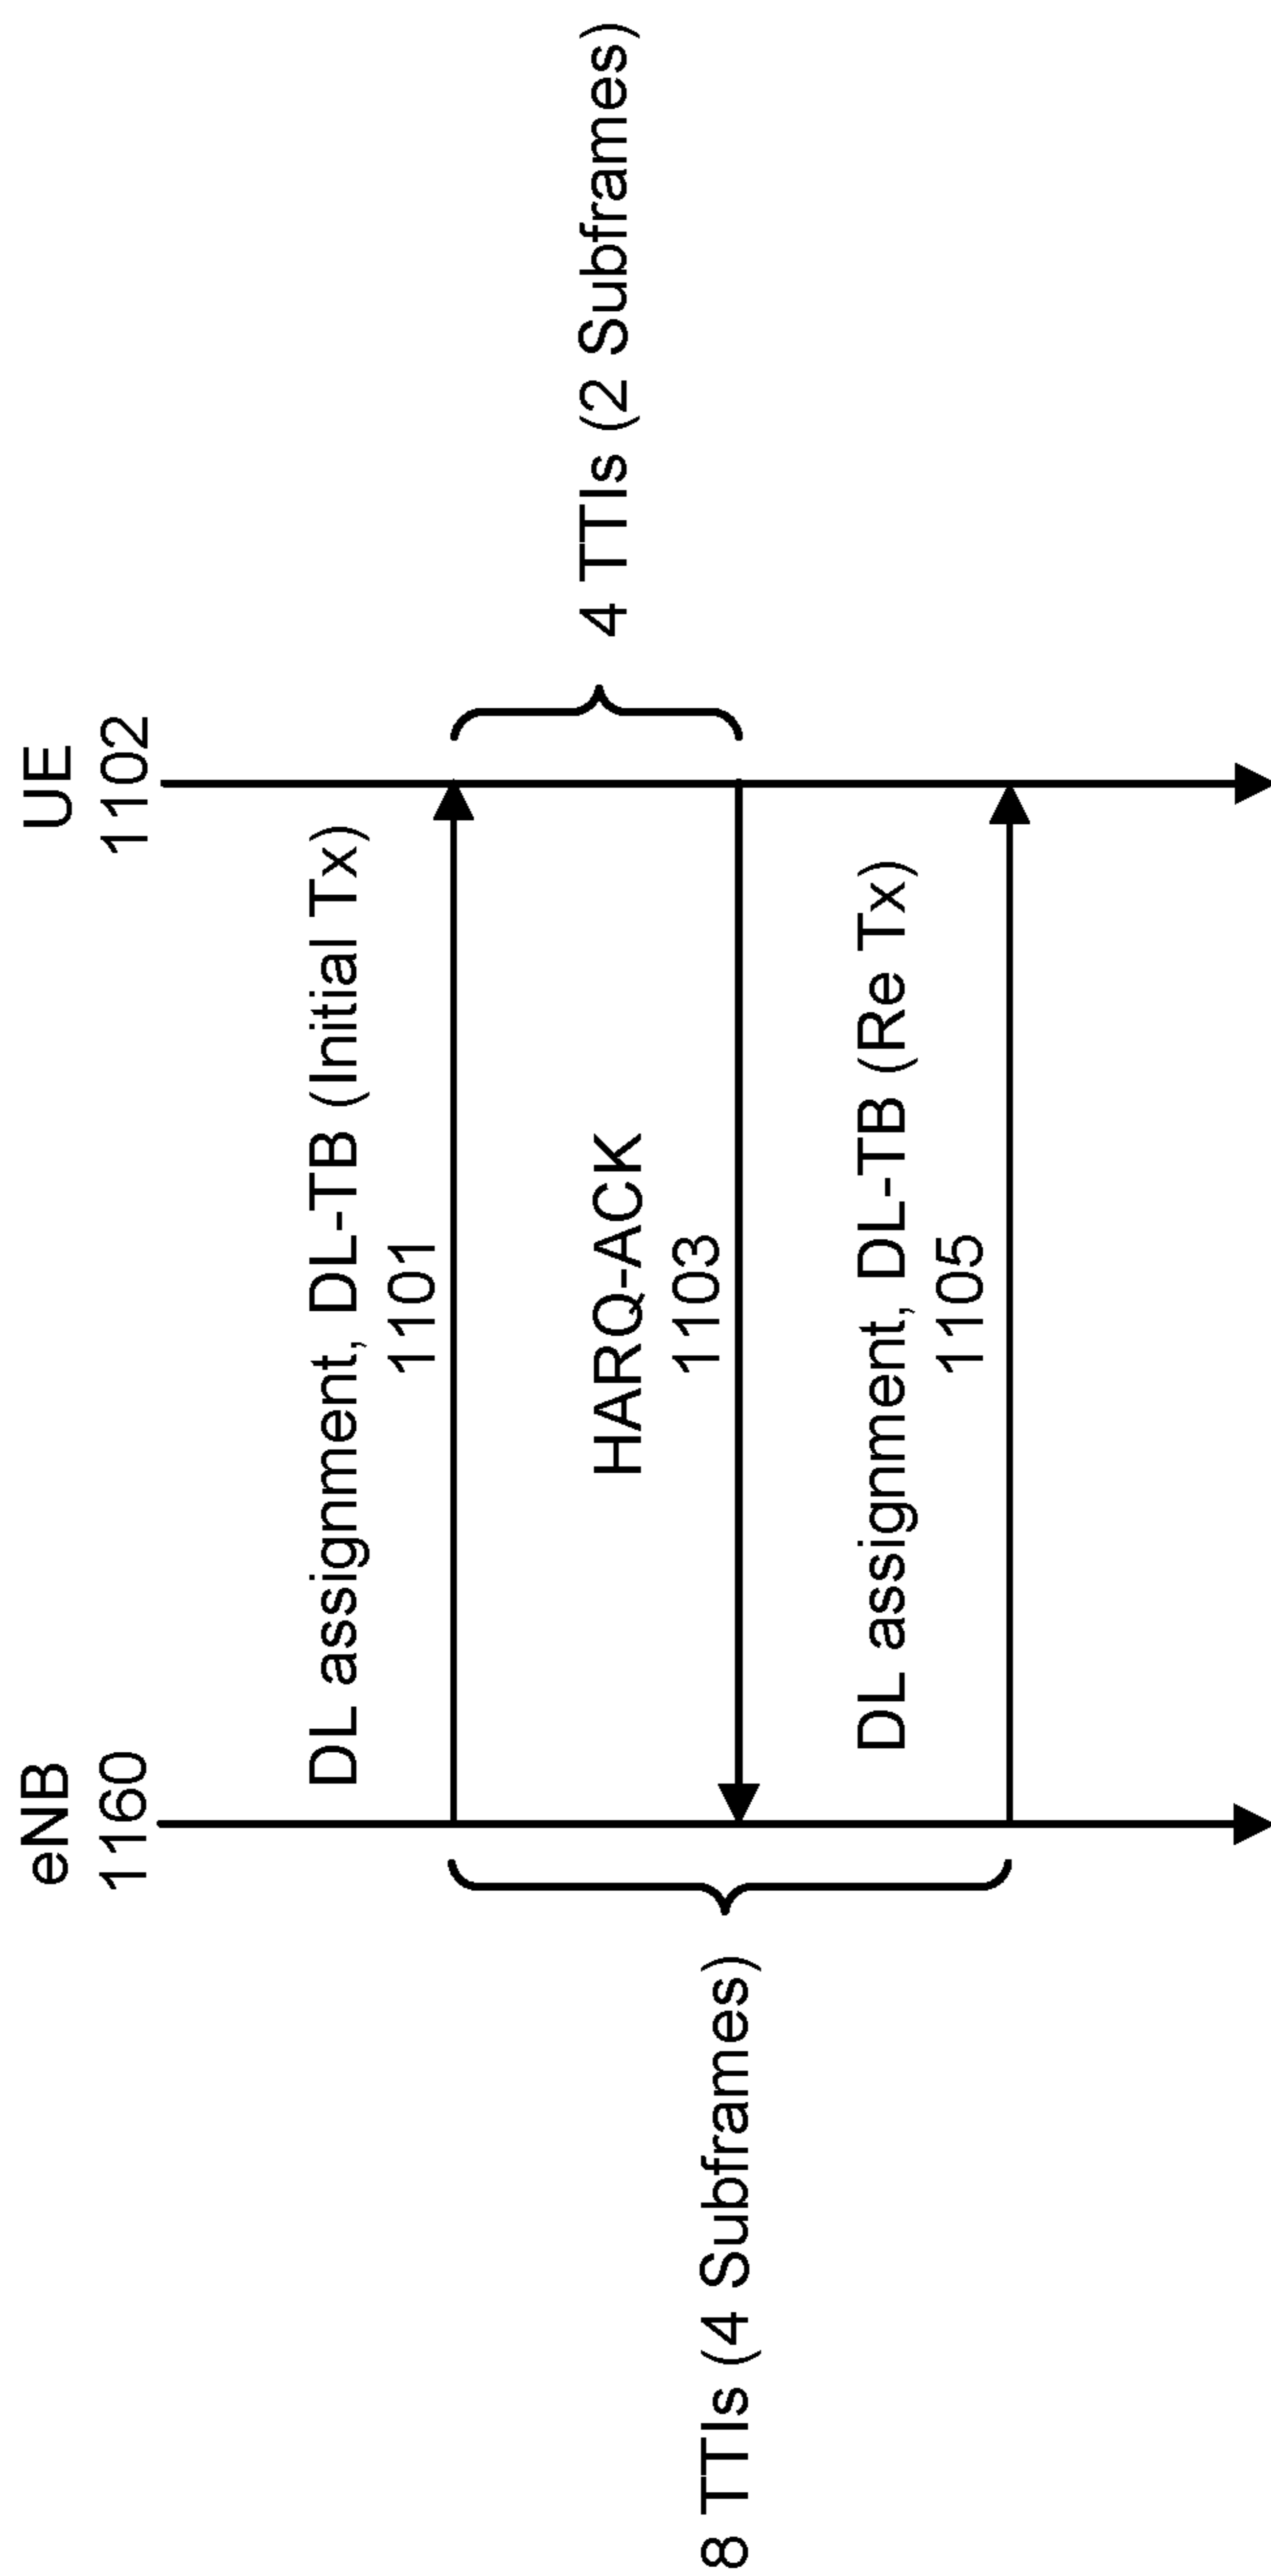 eNB
1160
UE
1102
DL assignment, DL-TB (Initial Tx)
1101
4 TTIs (2 Subframes)
HARQ-ACK
1103
8 TTIs (4 Subframes)
DL assignment, DL-TB (Re Tx)
1105